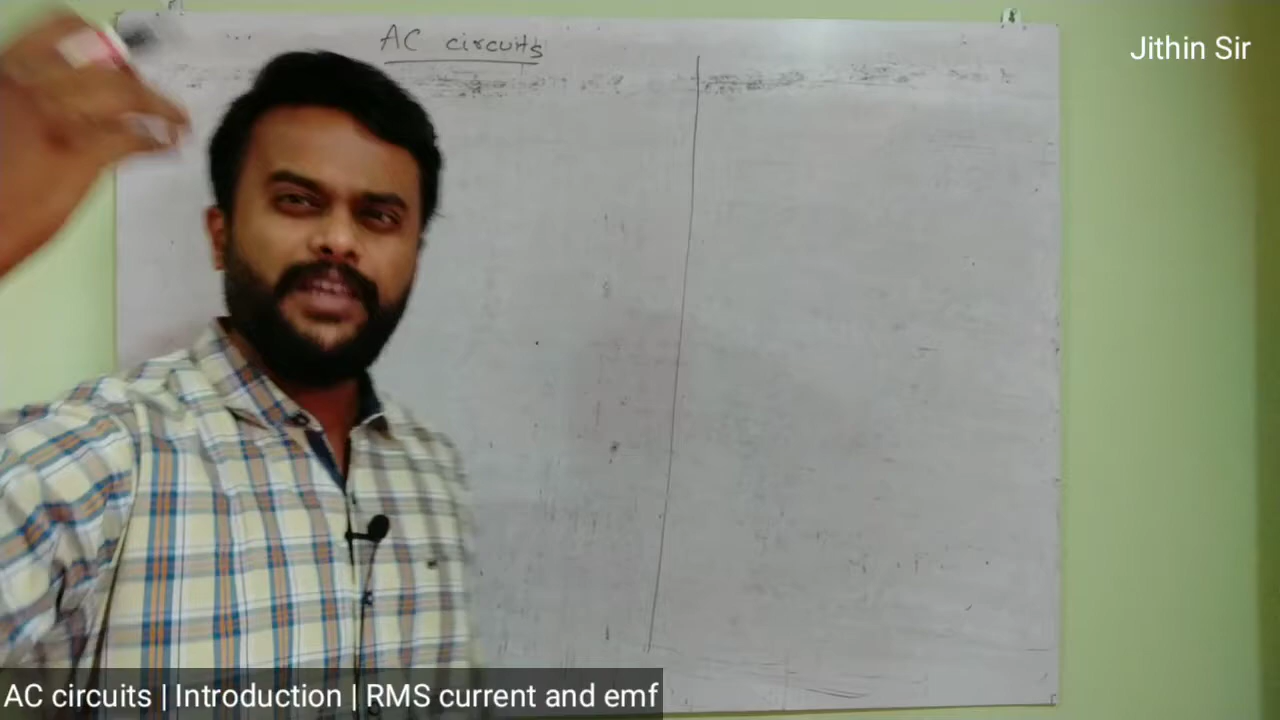 AC circuits
Jithin Sir
AC circuits | Introduction | RMS current and emf